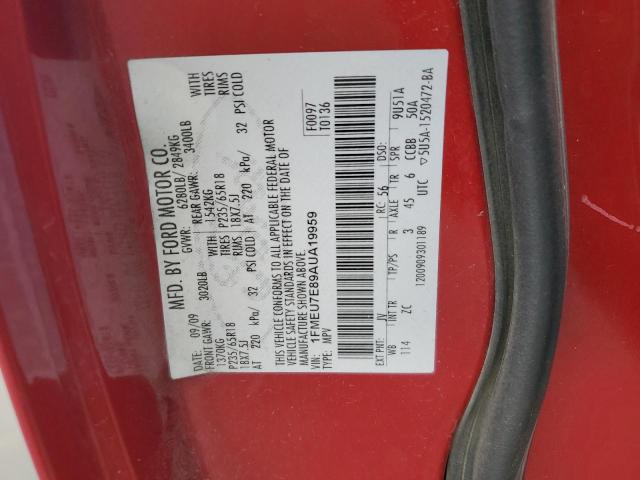 MFD. BY FORD MOTOR CO.
DATE: 09/09 GVWR: 6280LB/ 2849KG
FRONT GAWR: 3020LB REAR GAWR: 3400LB
1370KG 1542KG WITH
P235/65R18 P235/65R18 TIRES
18X7.5J 18X7.5J RIMS
AT 220 kPa/ 32 PSI COLD AT 220 kPa/ 32 PSI COLD
THIS VEHICLE CONFORMS TO ALL APPLICABLE FEDERAL MOTOR
VEHICLE SAFETY STANDARDS IN EFFECT ON THE DATE OF
MANUFACTURE SHOWN ABOVE.
VIN: 1FMEU7E89AUA19959 F0097
TYPE: MPV T0136
EXT PNT: JV RC: 56 DSO:
WB INT TR TP/PS R AXLE TR SPR 9U51A
114 ZC 3 45 6 CCBB 50A
1200909301189 UTC ▽5U5A-1520472-BA